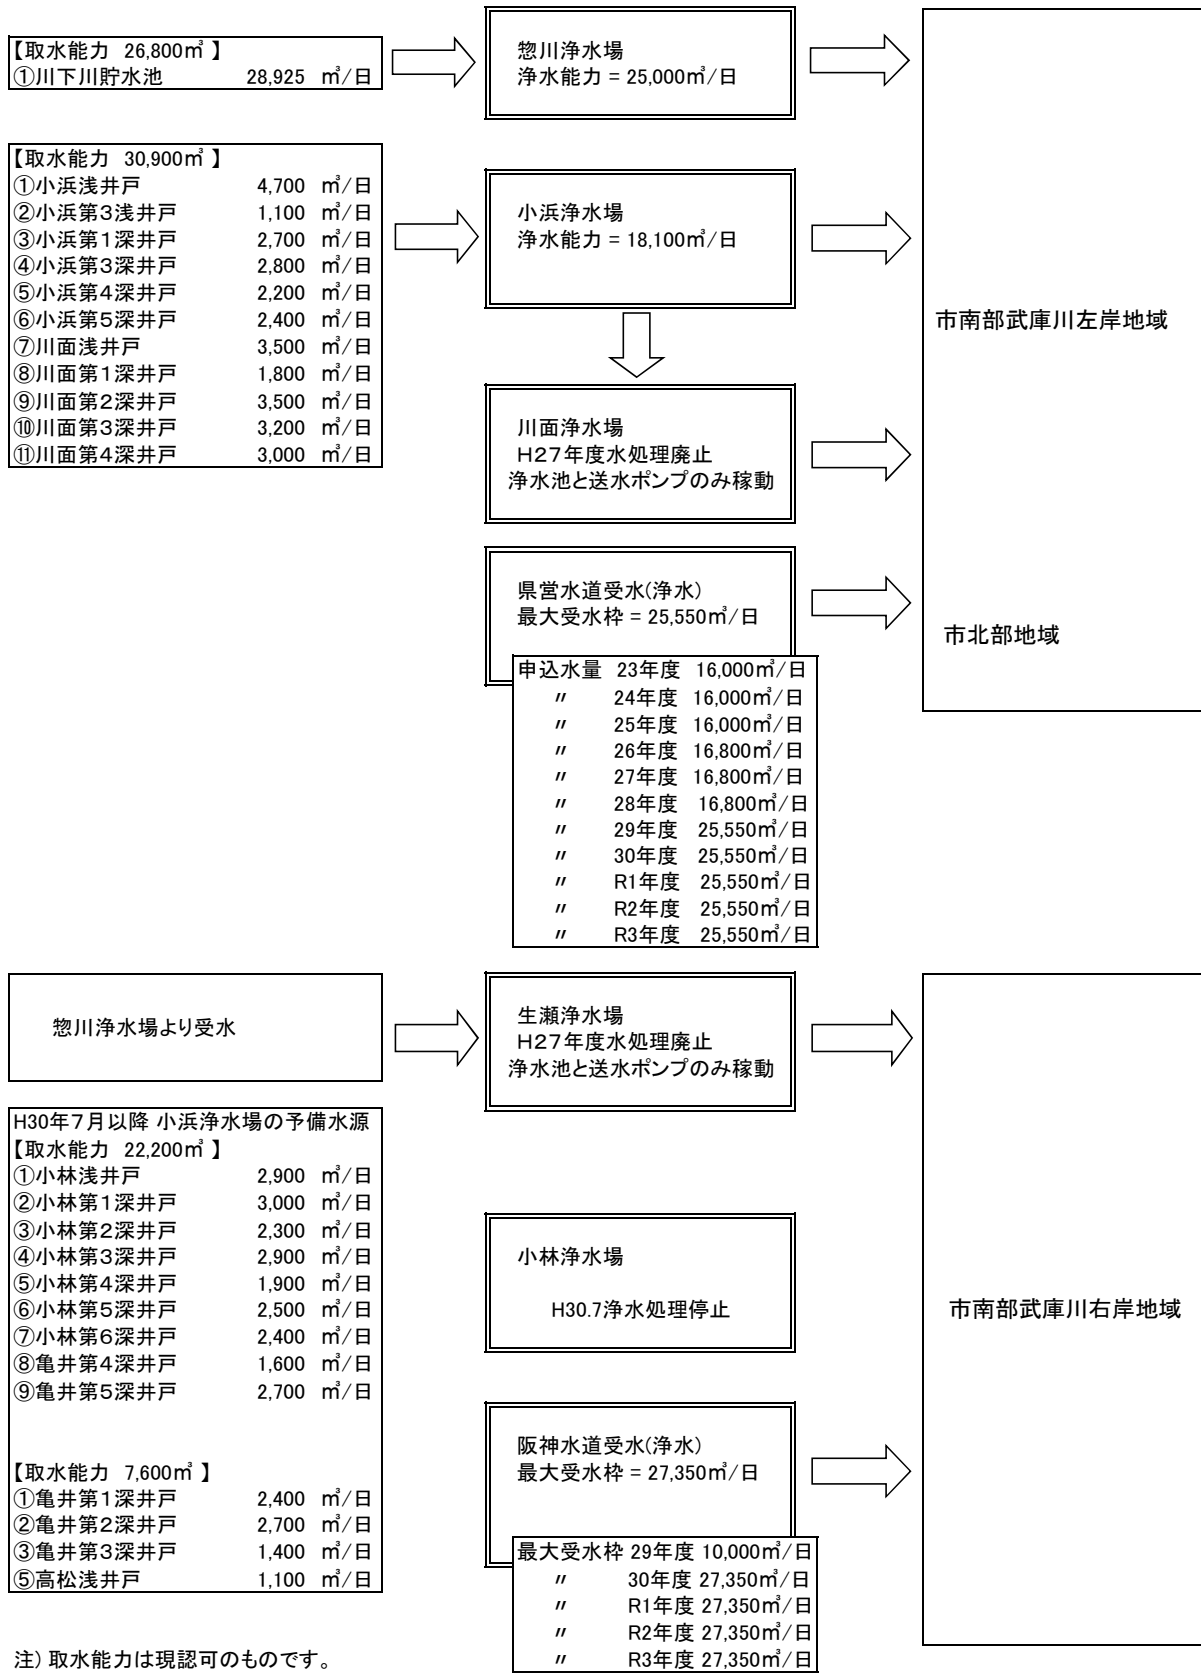 【取水能力 26,800㎥ 】
①川下川貯水池 28,925 ㎥/日
惣川浄水場
浄水能力 = 25,000㎥/日
【取水能力 30,900㎥ 】
①小浜浅井戸 4,700 ㎥/日
②小浜第3浅井戸 1,100 ㎥/日
③小浜第1深井戸 2,700 ㎥/日
④小浜第3深井戸 2,800 ㎥/日
⑤小浜第4深井戸 2,200 ㎥/日
⑥小浜第5深井戸 2,400 ㎥/日
⑦川面浅井戸 3,500 ㎥/日
⑧川面第1深井戸 1,800 ㎥/日
⑨川面第2深井戸 3,500 ㎥/日
⑩川面第3深井戸 3,200 ㎥/日
⑪川面第4深井戸 3,000 ㎥/日
小浜浄水場
浄水能力 = 18,100㎥/日
川面浄水場
H27年度水処理廃止
浄水池と送水ポンプのみ稼動
県営水道受水(浄水)
最大受水枠 = 25,550㎥/日
申込水量 23年度 16,000㎥/日
〃 24年度 16,000㎥/日
〃 25年度 16,000㎥/日
〃 26年度 16,800㎥/日
〃 27年度 16,800㎥/日
〃 28年度 16,800㎥/日
〃 29年度 25,550㎥/日
〃 30年度 25,550㎥/日
〃 R1年度 25,550㎥/日
〃 R2年度 25,550㎥/日
〃 R3年度 25,550㎥/日
市南部武庫川左岸地域
市北部地域
惣川浄水場より受水
生瀬浄水場
H27年度水処理廃止
浄水池と送水ポンプのみ稼動
H30年7月以降 小浜浄水場の予備水源
【取水能力 22,200㎥ 】
①小林浅井戸 2,900 ㎥/日
②小林第1深井戸 3,000 ㎥/日
③小林第2深井戸 2,300 ㎥/日
④小林第3深井戸 2,900 ㎥/日
⑤小林第4深井戸 1,900 ㎥/日
⑥小林第5深井戸 2,500 ㎥/日
⑦小林第6深井戸 2,400 ㎥/日
⑧亀井第4深井戸 1,600 ㎥/日
⑨亀井第5深井戸 2,700 ㎥/日
【取水能力 7,600㎥ 】
①亀井第1深井戸 2,400 ㎥/日
②亀井第2深井戸 2,700 ㎥/日
③亀井第3深井戸 1,400 ㎥/日
⑤高松浅井戸 1,100 ㎥/日
小林浄水場
H30.7浄水処理停止
阪神水道受水(浄水)
最大受水枠 = 27,350㎥/日
最大受水枠 29年度 10,000㎥/日
〃 30年度 27,350㎥/日
〃 R1年度 27,350㎥/日
〃 R2年度 27,350㎥/日
〃 R3年度 27,350㎥/日
市南部武庫川右岸地域
注) 取水能力は現認可のものです。